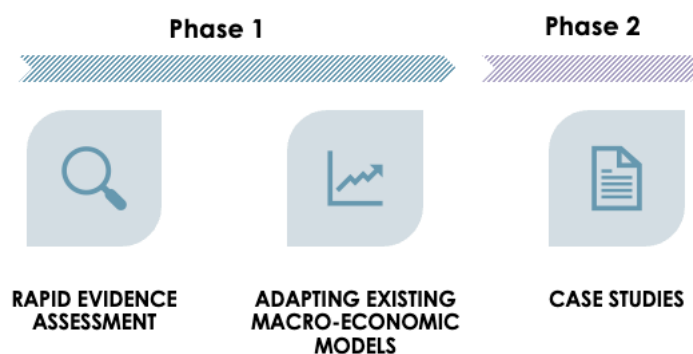 Phase 1
Phase 2
RAPID EVIDENCE
ASSESSMENT
ADAPTING EXISTING
MACRO-ECONOMIC
MODELS
CASE STUDIES